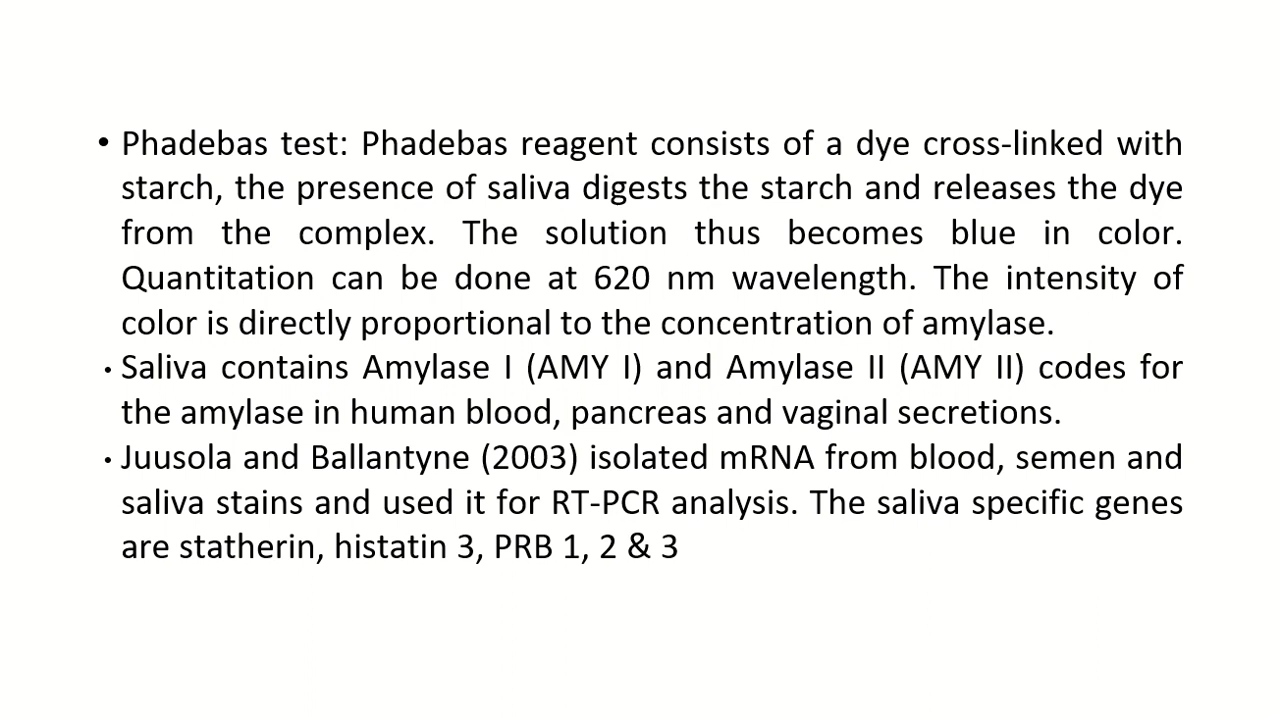 • Phadebas test: Phadebas reagent consists of a dye cross-linked with
starch, the presence of saliva digests the starch and releases the dye
from the complex. The solution thus becomes blue in color.
Quantitation can be done at 620 nm wavelength. The intensity of
color is directly proportional to the concentration of amylase.
• Saliva contains Amylase I (AMY I) and Amylase II (AMY II) codes for
the amylase in human blood, pancreas and vaginal secretions.
• Juusola and Ballantyne (2003) isolated mRNA from blood, semen and
saliva stains and used it for RT-PCR analysis. The saliva specific genes
are statherin, histatin 3, PRB 1, 2 & 3